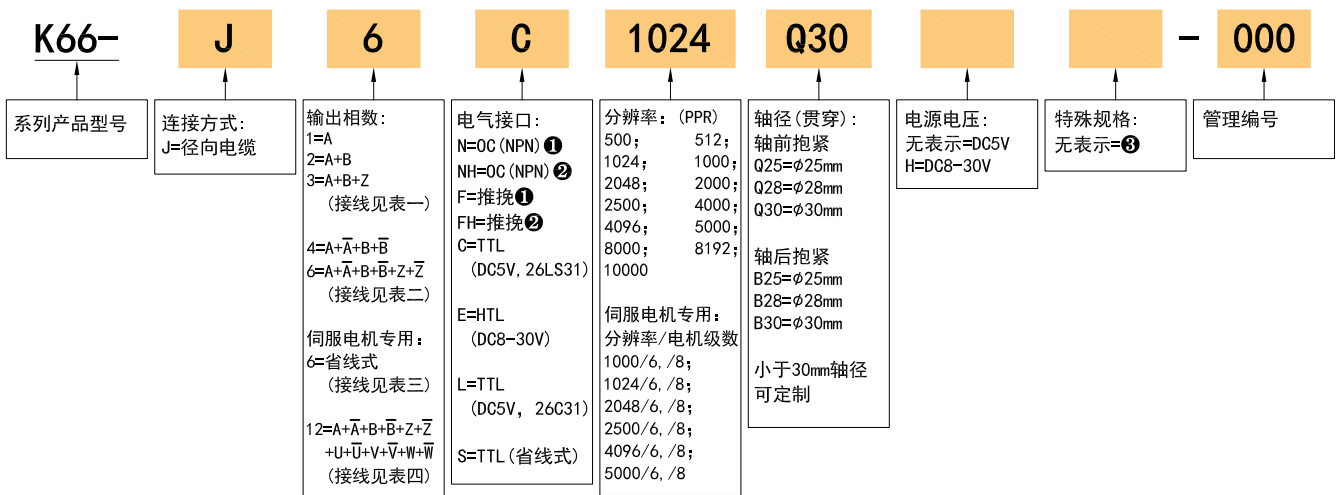 K66-
J
6
C
1024
Q30
-
000
系列产品型号
连接方式：
J=径向电缆
输出相数：
1=A
2=A+B
3=A+B+Z
(接线见表一)
4=A+A̅+B+B̅
6=A+A̅+B+B̅+Z+Z̅
(接线见表二)
伺服电机专用：
6=省线式
(接线见表三)
12=A+A̅+B+B̅+Z+Z̅
+U+U̅+V+V̅+W+W̅
(接线见表四)
电气接口：
N=OC(NPN)❶
NH=OC(NPN)❷
F=推挽❶
FH=推挽❷
C=TTL
(DC5V,26LS31)
E=HTL
(DC8-30V)
L=TTL
(DC5V, 26C31)
S=TTL(省线式)
分辨率：(PPR)
500; 512;
1024; 1000;
2048; 2000;
2500; 4000;
4096; 5000;
8000; 8192;
10000
伺服电机专用：
分辨率/电机级数
1000/6,/8;
1024/6,/8;
2048/6,/8;
2500/6,/8;
4096/6,/8;
5000/6,/8
轴径(贯穿)：
轴前抱紧
Q25=φ25mm
Q28=φ28mm
Q30=φ30mm
轴后抱紧
B25=φ25mm
B28=φ28mm
B30=φ30mm
小于30mm轴径
可定制
电源电压：
无表示=DC5V
H=DC8-30V
特殊规格：
无表示=❸
管理编号